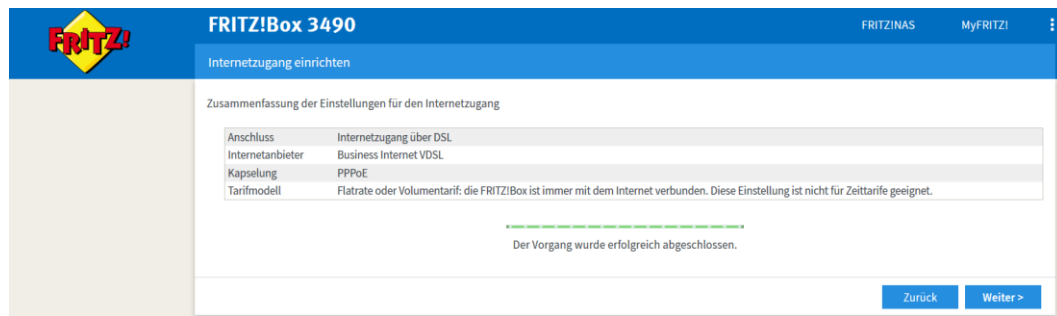 FRITZ!
FRITZ!Box 3490
FRITZ!NAS
MyFRITZ!
Internetzugang einrichten
Zusammenfassung der Einstellungen für den Internetzugang
Anschluss Internetzugang über DSL
Internetanbieter Business Internet VDSL
Kapselung PPPoE
Tarifmodell Flatrate oder Volumentarif: die FRITZ!Box ist immer mit dem Internet verbunden. Diese Einstellung ist nicht für Zeittarife geeignet.
Der Vorgang wurde erfolgreich abgeschlossen.
Zurück
Weiter >